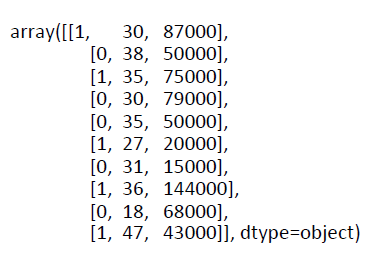 array([[1, 30, 87000],
[0, 38, 50000],
[1, 35, 75000],
[0, 30, 79000],
[0, 35, 50000],
[1, 27, 20000],
[0, 31, 15000],
[1, 36, 144000],
[0, 18, 68000],
[1, 47, 43000]], dtype=object)